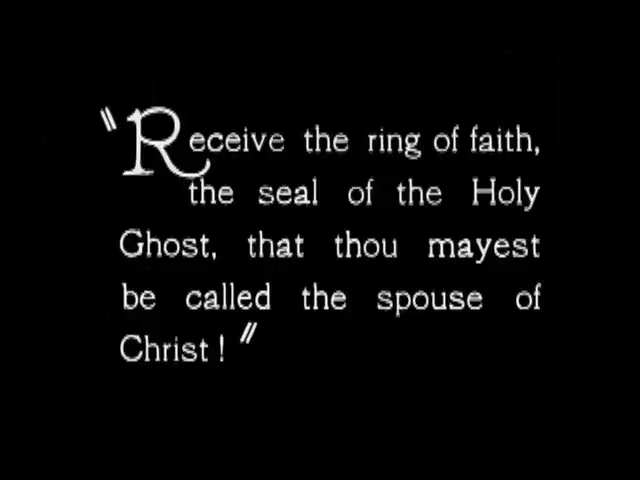 "Receive the ring of faith,
the seal of the Holy
Ghost, that thou mayest
be called the spouse of
Christ!"